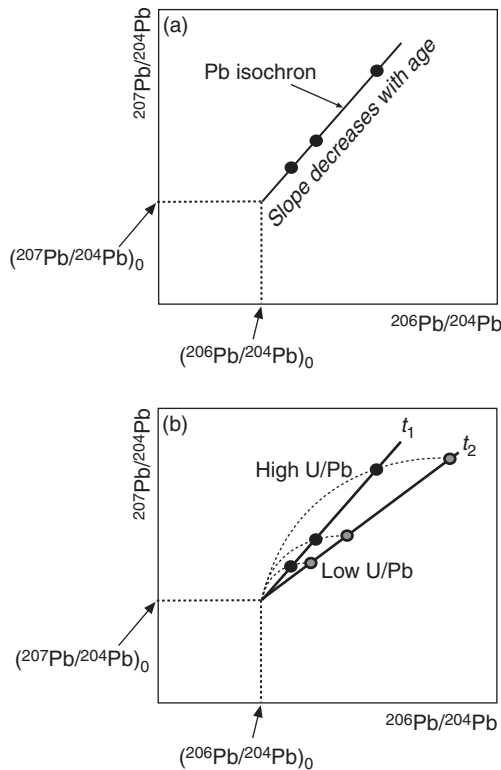 (a)
²⁰⁷Pb/²⁰⁴Pb
Pb isochron
Slope decreases with age
(²⁰⁷Pb/²⁰⁴Pb)₀
²⁰⁶Pb/²⁰⁴Pb
(²⁰⁶Pb/²⁰⁴Pb)₀
(b)
²⁰⁷Pb/²⁰⁴Pb
t₁
t₂
High U/Pb
Low U/Pb
(²⁰⁷Pb/²⁰⁴Pb)₀
²⁰⁶Pb/²⁰⁴Pb
(²⁰⁶Pb/²⁰⁴Pb)₀